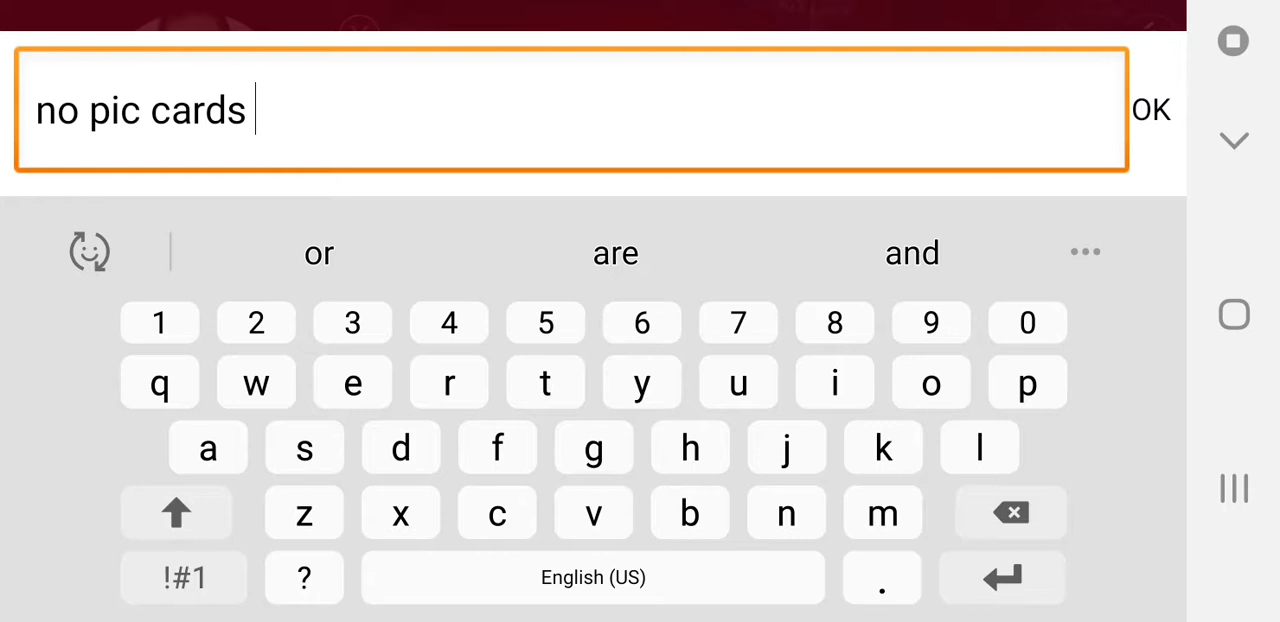 no pic cards
OK
or are and
1 2 3 4 5 6 7 8 9 0
q w e r t y u i o p
a s d f g h j k l
z x c v b n m
!#1 ? English (US) .